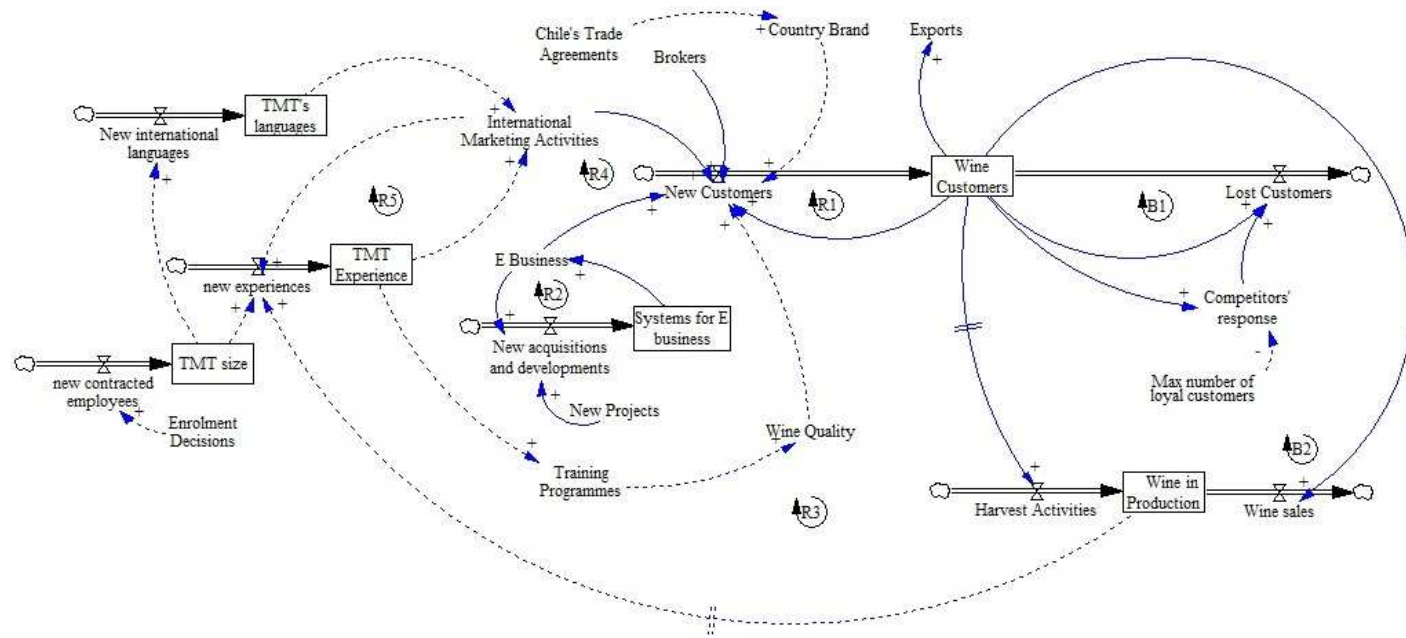 Chile's Trade
Agreements
Country Brand
Exports
Brokers
TMT's
languages
New international
languages
International
Marketing Activities
R4
R5
New Customers
R1
Wine
Customers
B1
Lost Customers
TMT
Experience
new experiences
E Business
R2
Systems for E
business
New acquisitions
and developments
New Projects
Competitors'
response
Max number of
loyal customers
TMT size
new contracted
employees
Enrolment
Decisions
Wine Quality
Training
Programmes
R3
B2
Harvest Activities
Wine in
Production
Wine sales